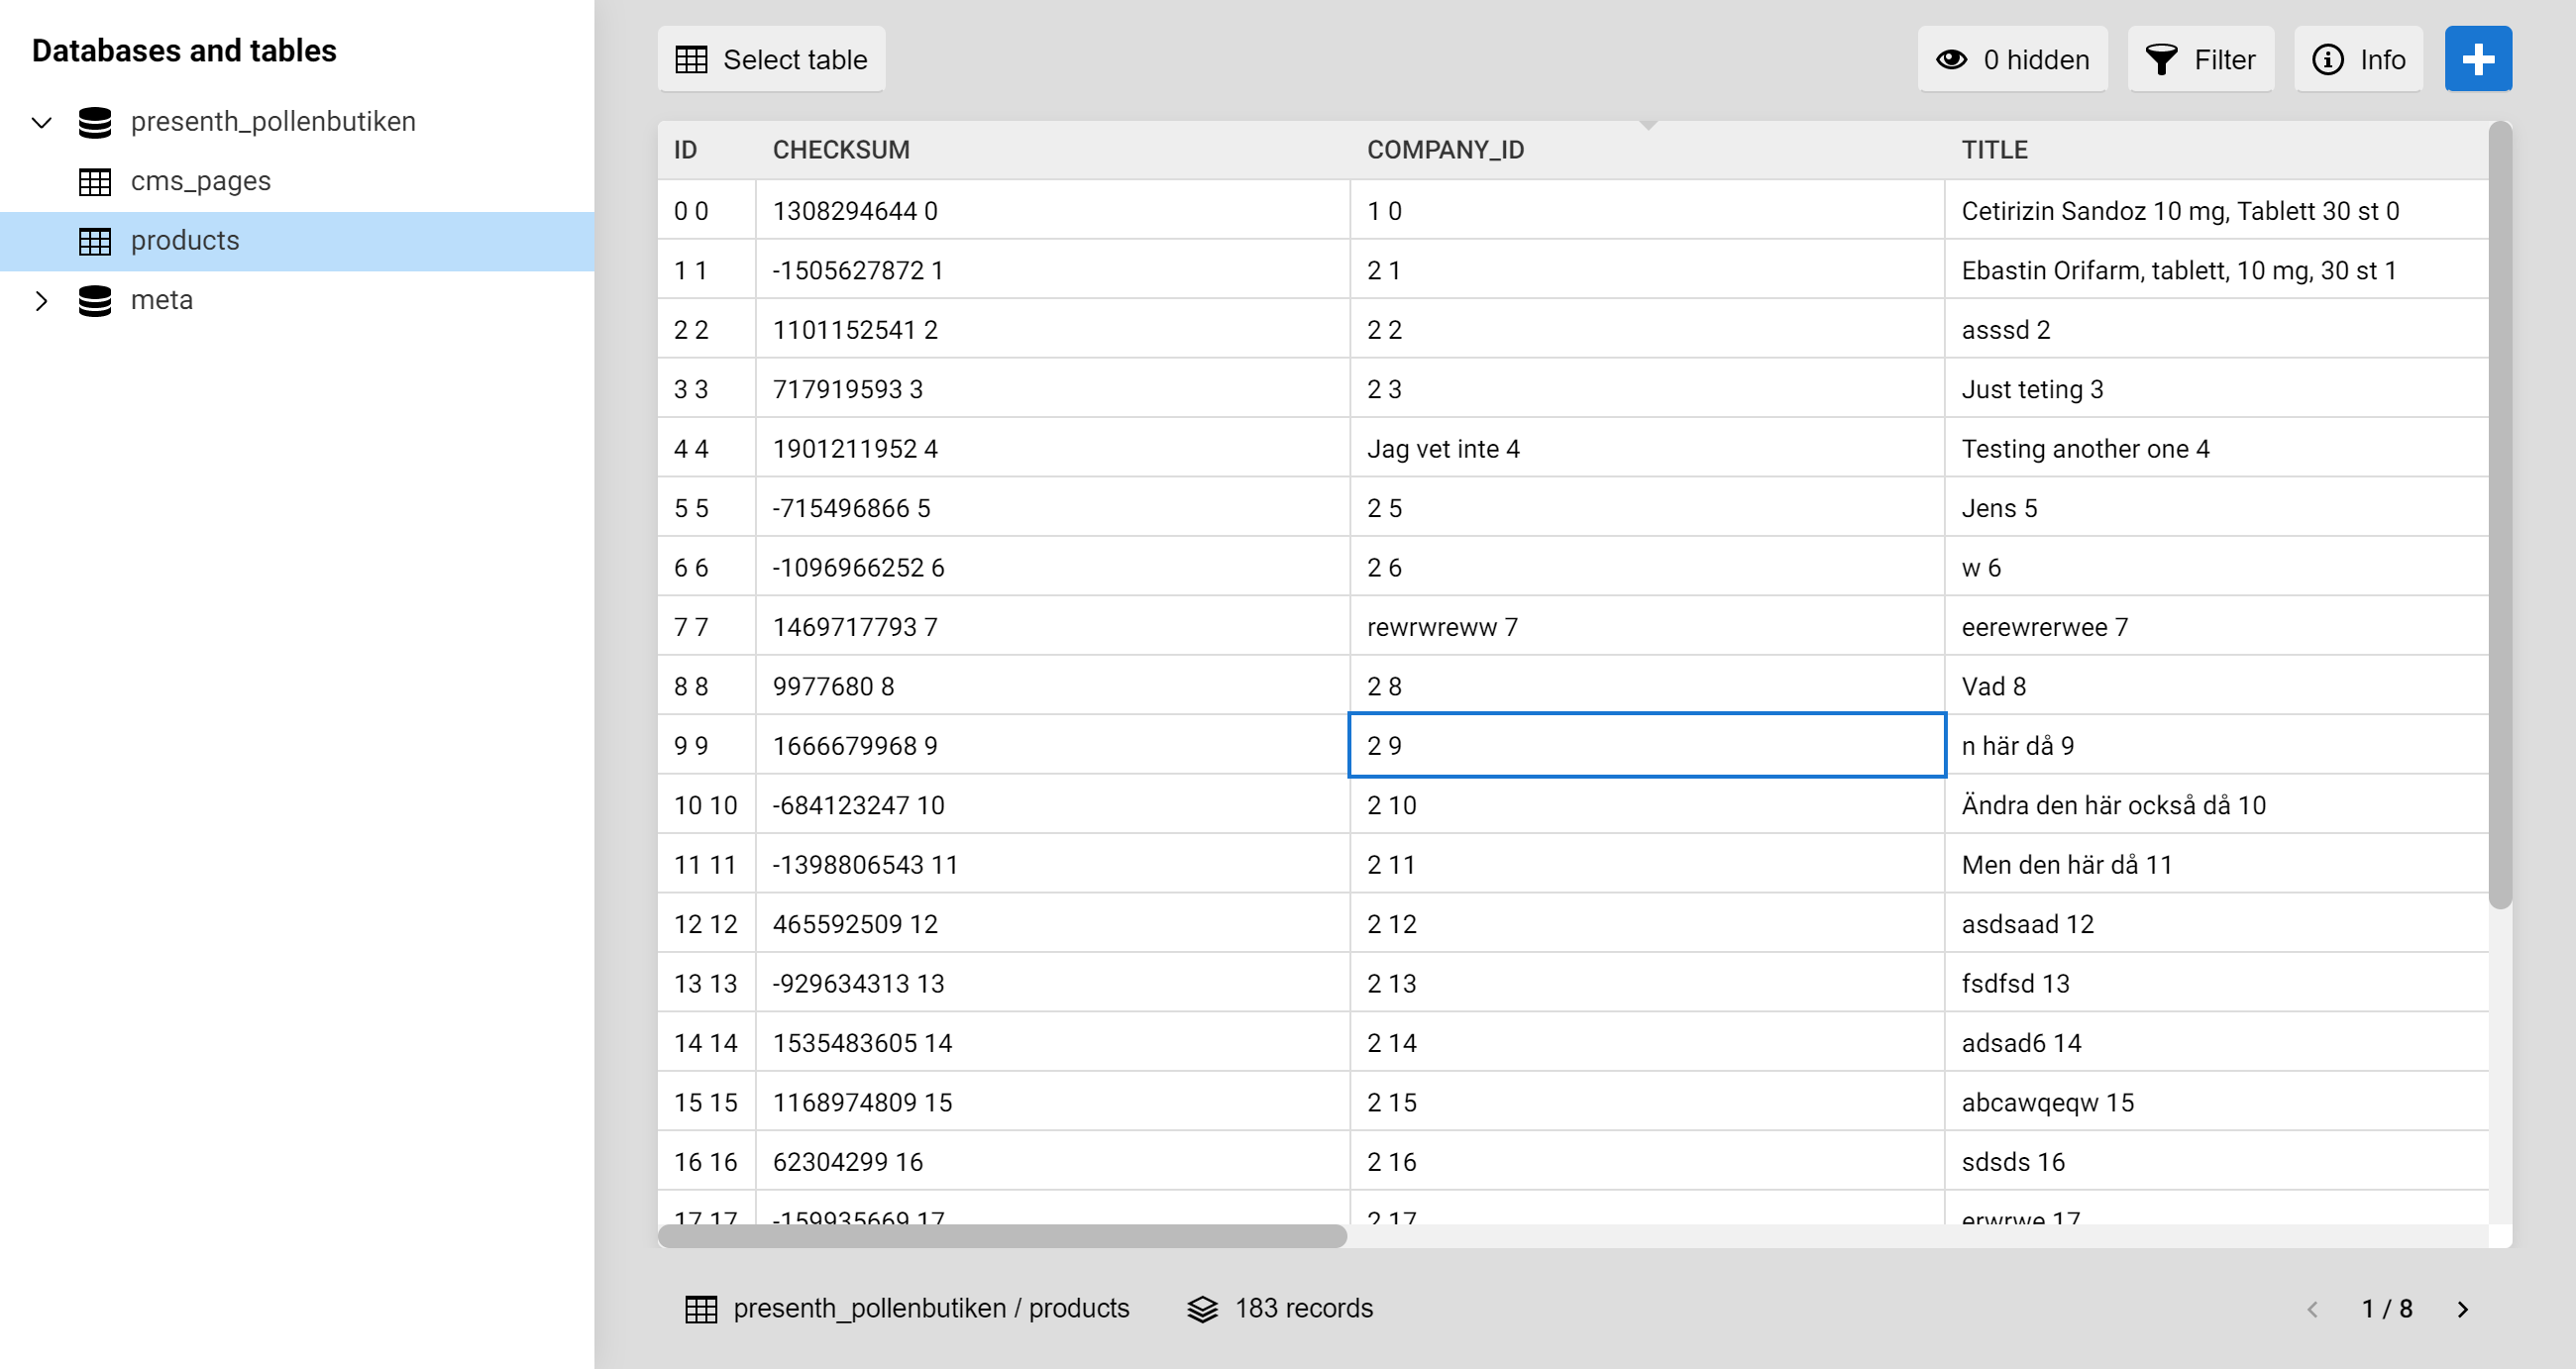 Databases and tables
presenth_pollenbutiken
cms_pages
products
meta
Select table
0 hidden
Filter
Info
ID CHECKSUM COMPANY_ID TITLE
0 0 1308294644 0 1 0 Cetirizin Sandoz 10 mg, Tablett 30 st 0
1 1 -1505627872 1 2 1 Ebastin Orifarm, tablett, 10 mg, 30 st 1
2 2 1101152541 2 2 2 asssd 2
3 3 717919593 3 2 3 Just teting 3
4 4 1901211952 4 Jag vet inte 4 Testing another one 4
5 5 -715496866 5 2 5 Jens 5
6 6 -1096966252 6 2 6 w 6
7 7 1469717793 7 rewrwreww 7 eerewrerwee 7
8 8 9977680 8 2 8 Vad 8
9 9 1666679968 9 2 9 n här då 9
10 10 -684123247 10 2 10 Ändra den här också då 10
11 11 -1398806543 11 2 11 Men den här då 11
12 12 465592509 12 2 12 asdsaad 12
13 13 -929634313 13 2 13 fsdfsd 13
14 14 1535483605 14 2 14 adsad6 14
15 15 1168974809 15 2 15 abcawqeqw 15
16 16 62304299 16 2 16 sdsds 16
17 17 -159935669 17 2 17 erwrwe 17
presenth_pollenbutiken / products
183 records
1 / 8